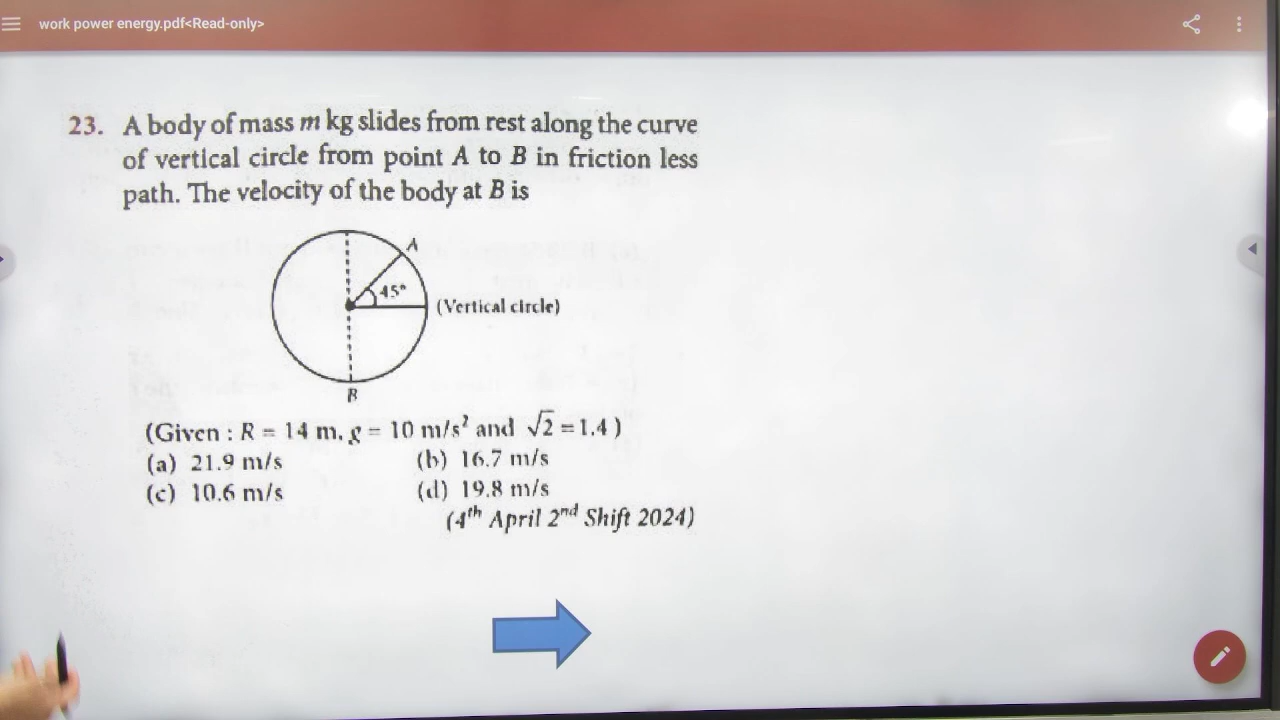 work power energy.pdf<Read-only>
23. A body of mass m kg slides from rest along the curve
of vertical circle from point A to B in friction less
path. The velocity of the body at B is
A
45°
(Vertical circle)
B
(Given : R = 14 m, g = 10 m/s² and √2 = 1.4 )
(a) 21.9 m/s (b) 16.7 m/s
(c) 10.6 m/s (d) 19.8 m/s
(4th April 2nd Shift 2024)